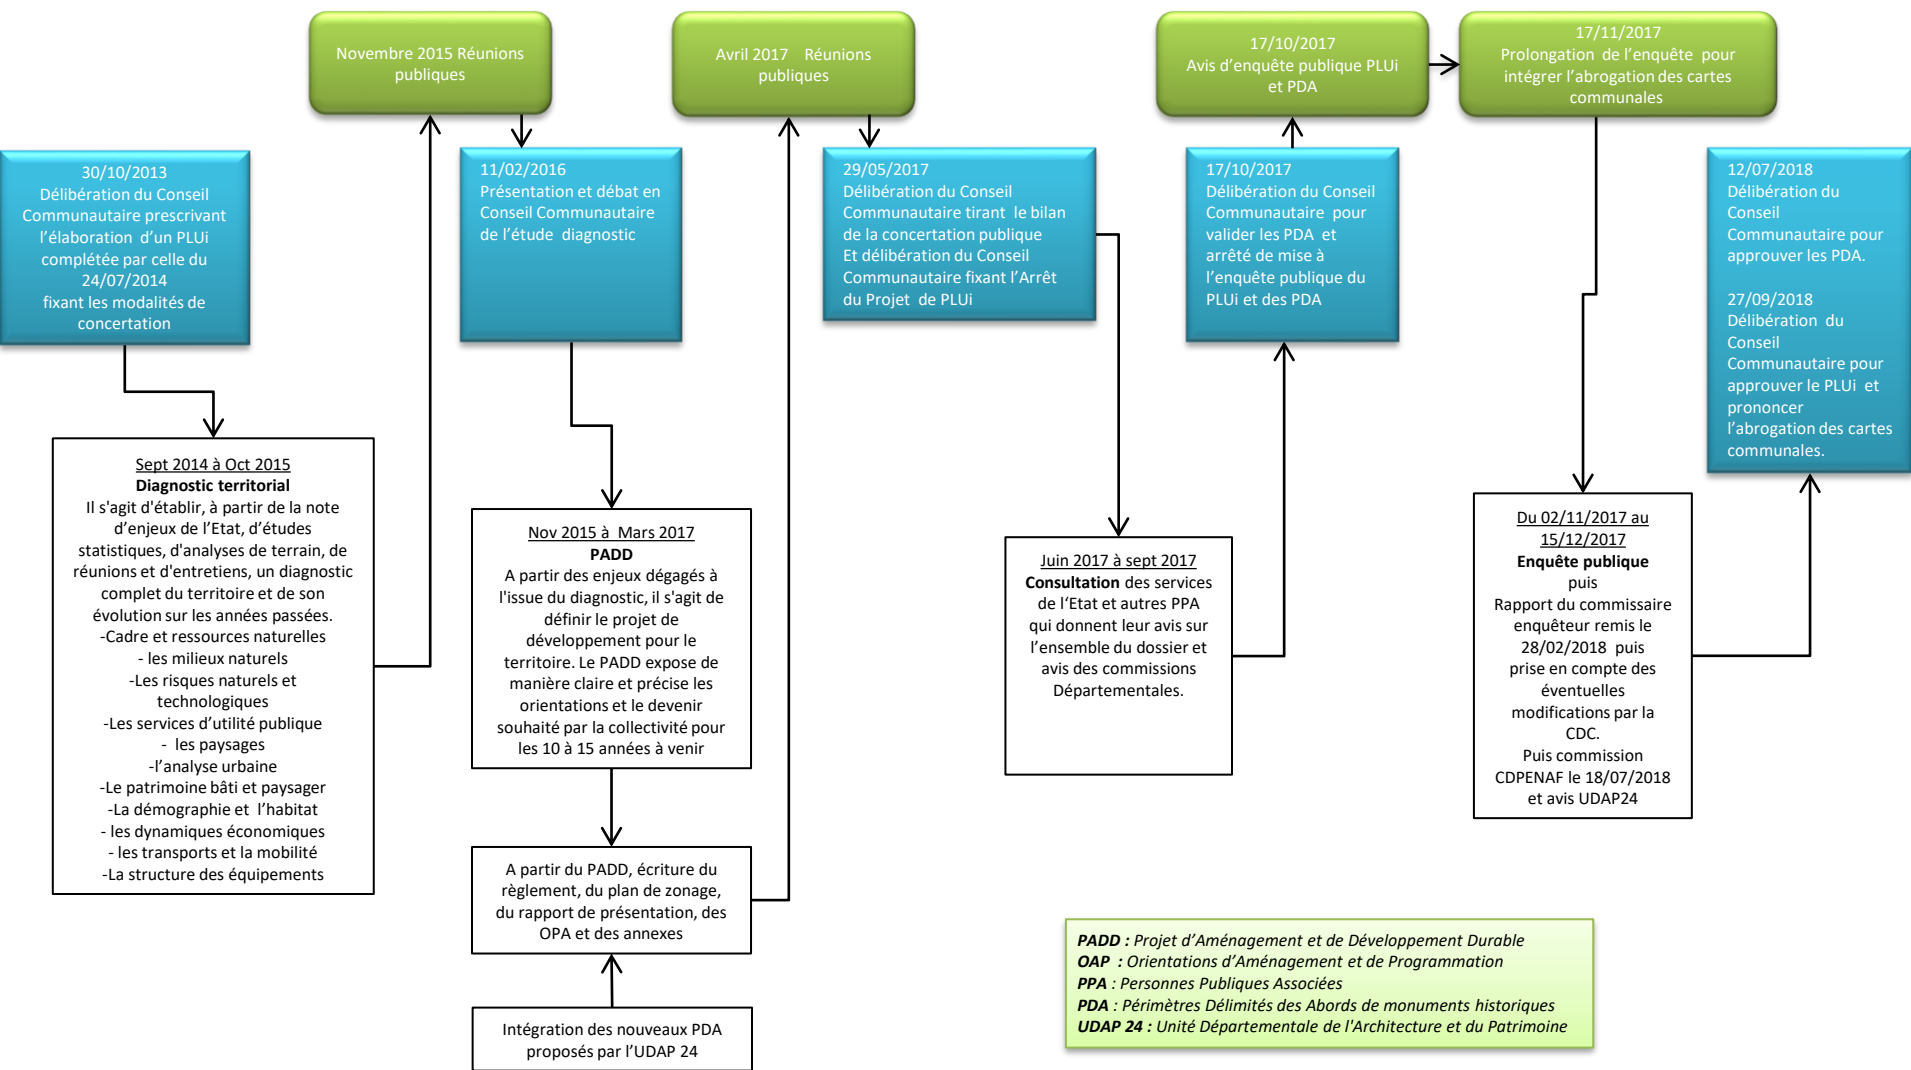 Novembre 2015 Réunions
publiques
Avril 2017 Réunions
publiques
17/10/2017
Avis d'enquête publique PLUi
et PDA
17/11/2017
Prolongation de l'enquête pour
intégrer l'abrogation des cartes
communales
30/10/2013
Délibération du Conseil
Communautaire prescrivant
l'élaboration d'un PLUi
complétée par celle du
24/07/2014
fixant les modalités de
concertation
11/02/2016
Présentation et débat en
Conseil Communautaire
de l'étude diagnostic
29/05/2017
Délibération du Conseil
Communautaire tirant le bilan
de la concertation publique
Et délibération du Conseil
Communautaire fixant l'Arrêt
du Projet de PLUi
17/10/2017
Délibération du Conseil
Communautaire pour
valider les PDA et
arrêté de mise à
l'enquête publique du
PLUi et des PDA
12/07/2018
Délibération du
Conseil
Communautaire pour
approuver les PDA.
27/09/2018
Délibération du
Conseil
Communautaire pour
approuver le PLUi et
prononcer
l'abrogation des cartes
communales.
Sept 2014 à Oct 2015
Diagnostic territorial
Il s'agit d'établir, à partir de la note
d'enjeux de l'Etat, d'études
statistiques, d'analyses de terrain, de
réunions et d'entretiens, un diagnostic
complet du territoire et de son
évolution sur les années passées.
-Cadre et ressources naturelles
- les milieux naturels
-Les risques naturels et
technologiques
-Les services d'utilité publique
- les paysages
-l'analyse urbaine
-Le patrimoine bâti et paysager
-La démographie et l'habitat
- les dynamiques économiques
- les transports et la mobilité
-La structure des équipements
Nov 2015 à Mars 2017
PADD
A partir des enjeux dégagés à
l'issue du diagnostic, il s'agit de
définir le projet de
développement pour le
territoire. Le PADD expose de
manière claire et précise les
orientations et le devenir
souhaité par la collectivité pour
les 10 à 15 années à venir
A partir du PADD, écriture du
règlement, du plan de zonage,
du rapport de présentation, des
OPA et des annexes
Intégration des nouveaux PDA
proposés par l'UDAP 24
Juin 2017 à sept 2017
Consultation des services
de l'Etat et autres PPA
qui donnent leur avis sur
l'ensemble du dossier et
avis des commissions
Départementales.
Du 02/11/2017 au
15/12/2017
Enquête publique
puis
Rapport du commissaire
enquêteur remis le
28/02/2018 puis
prise en compte des
éventuelles
modifications par la
CDC.
Puis commission
CDPENAF le 18/07/2018
et avis UDAP24
PADD : Projet d'Aménagement et de Développement Durable
OAP : Orientations d'Aménagement et de Programmation
PPA : Personnes Publiques Associées
PDA : Périmètres Délimités des Abords de monuments historiques
UDAP 24 : Unité Départementale de l'Architecture et du Patrimoine